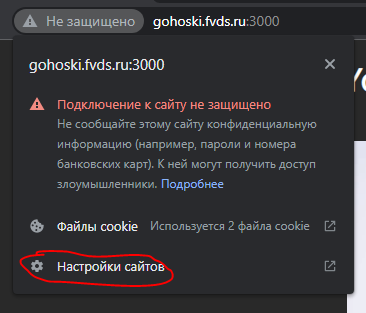 Не защищено gohoski.fvds.ru:3000
gohoski.fvds.ru:3000
Подключение к сайту не защищено
Не сообщайте этому сайту конфиденциальную
информацию (например, пароли и номера
банковских карт). К ней могут получить доступ
злоумышленники. Подробнее
Файлы cookie Используется 2 файла cookie
Настройки сайтов